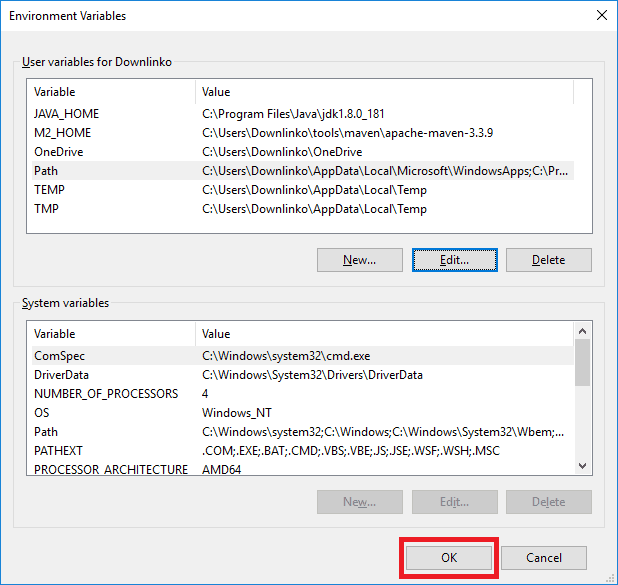 Environment Variables
User variables for Downlinko
Variable Value
JAVA_HOME C:\Program Files\Java\jdk1.8.0_181
M2_HOME C:\Users\Downlinko\tools\maven\apache-maven-3.3.9
OneDrive C:\Users\Downlinko\OneDrive
Path C:\Users\Downlinko\AppData\Local\Microsoft\WindowsApps;C:\Pr...
TEMP C:\Users\Downlinko\AppData\Local\Temp
TMP C:\Users\Downlinko\AppData\Local\Temp
New... Edit... Delete
System variables
Variable Value
ComSpec C:\Windows\system32\cmd.exe
DriverData C:\Windows\System32\Drivers\DriverData
NUMBER_OF_PROCESSORS 4
OS Windows_NT
Path C:\Windows\system32;C:\Windows;C:\Windows\System32\Wbem;...
PATHEXT .COM;.EXE;.BAT;.CMD;.VBS;.VBE;.JS;.JSE;.WSF;.WSH;.MSC
PROCESSOR_ARCHITECTURE AMD64
New... Edit... Delete
OK Cancel